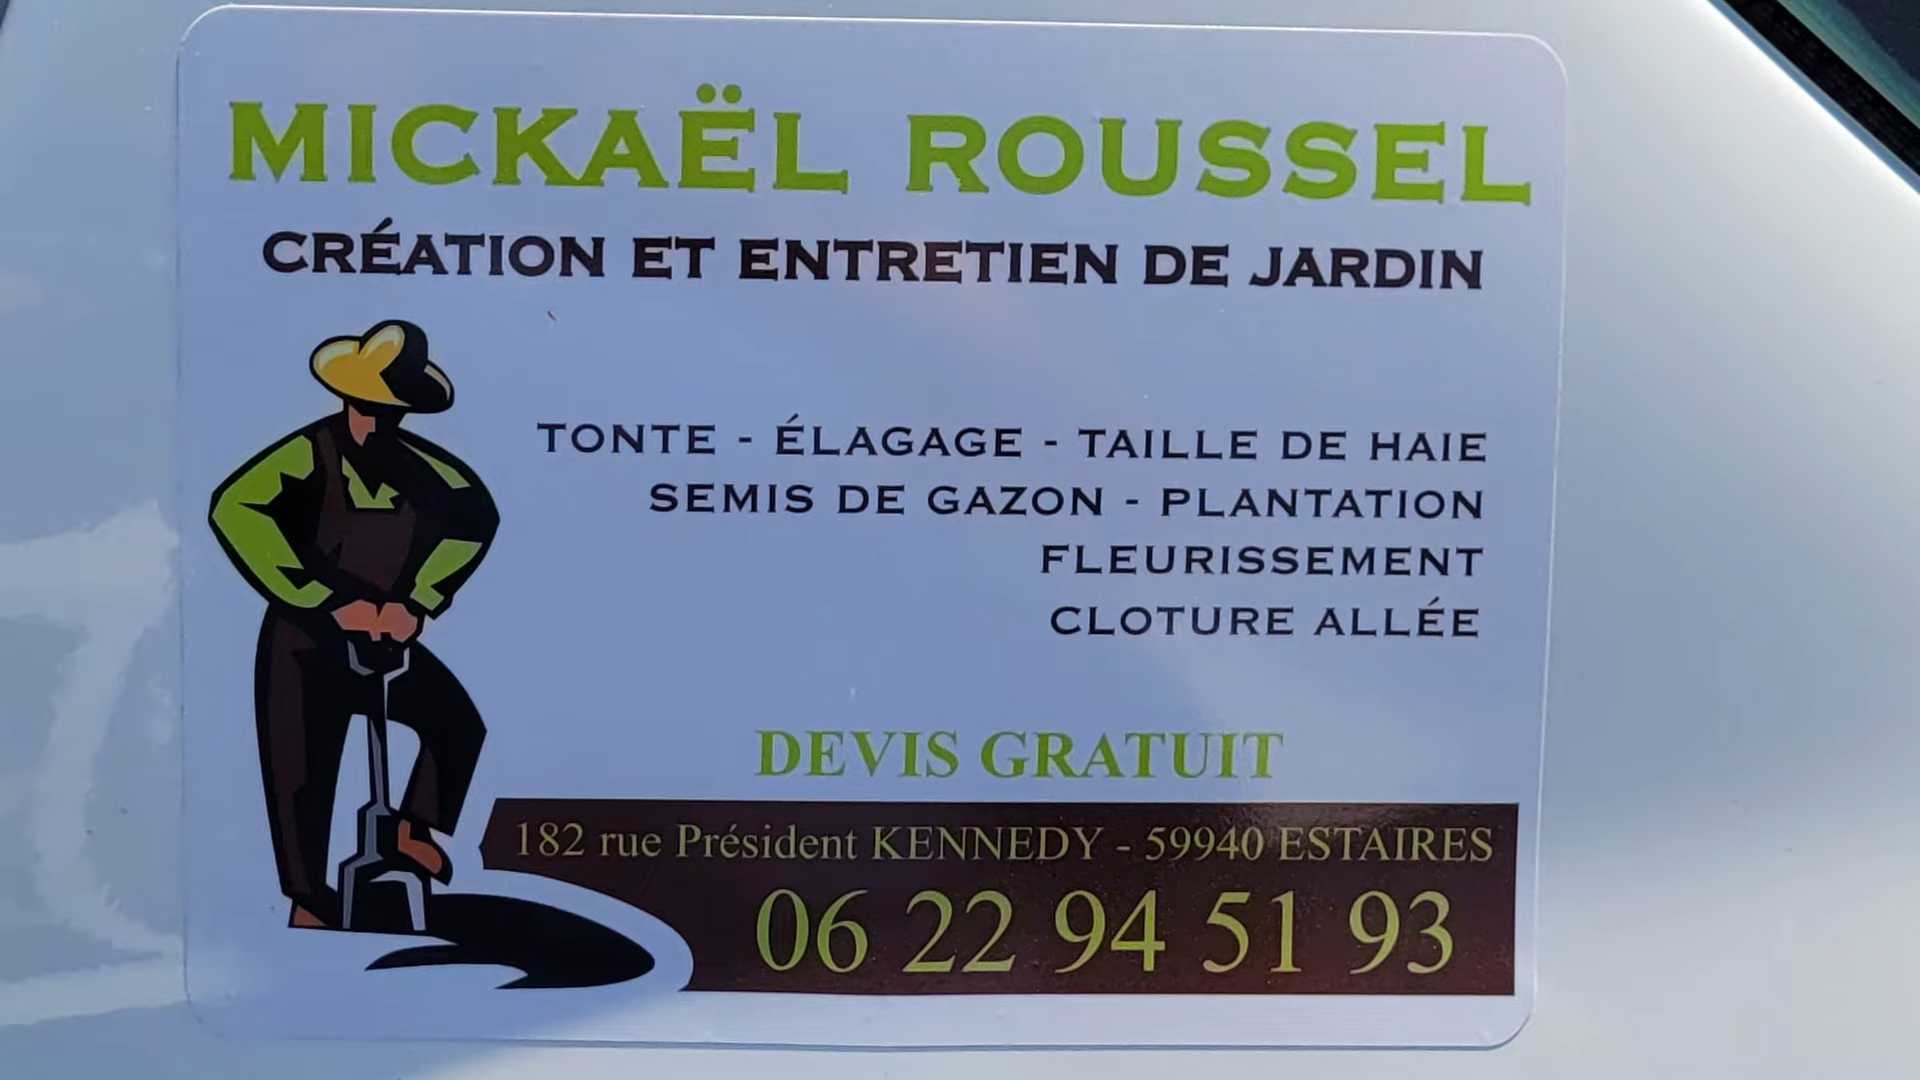 MICKAËL ROUSSEL
CRÉATION ET ENTRETIEN DE JARDIN
TONTE - ÉLAGAGE - TAILLE DE HAIE
SEMIS DE GAZON - PLANTATION
FLEURISSEMENT
CLOTURE ALLÉE
DEVIS GRATUIT
182 rue Président KENNEDY - 59940 ESTAIRES
06 22 94 51 93